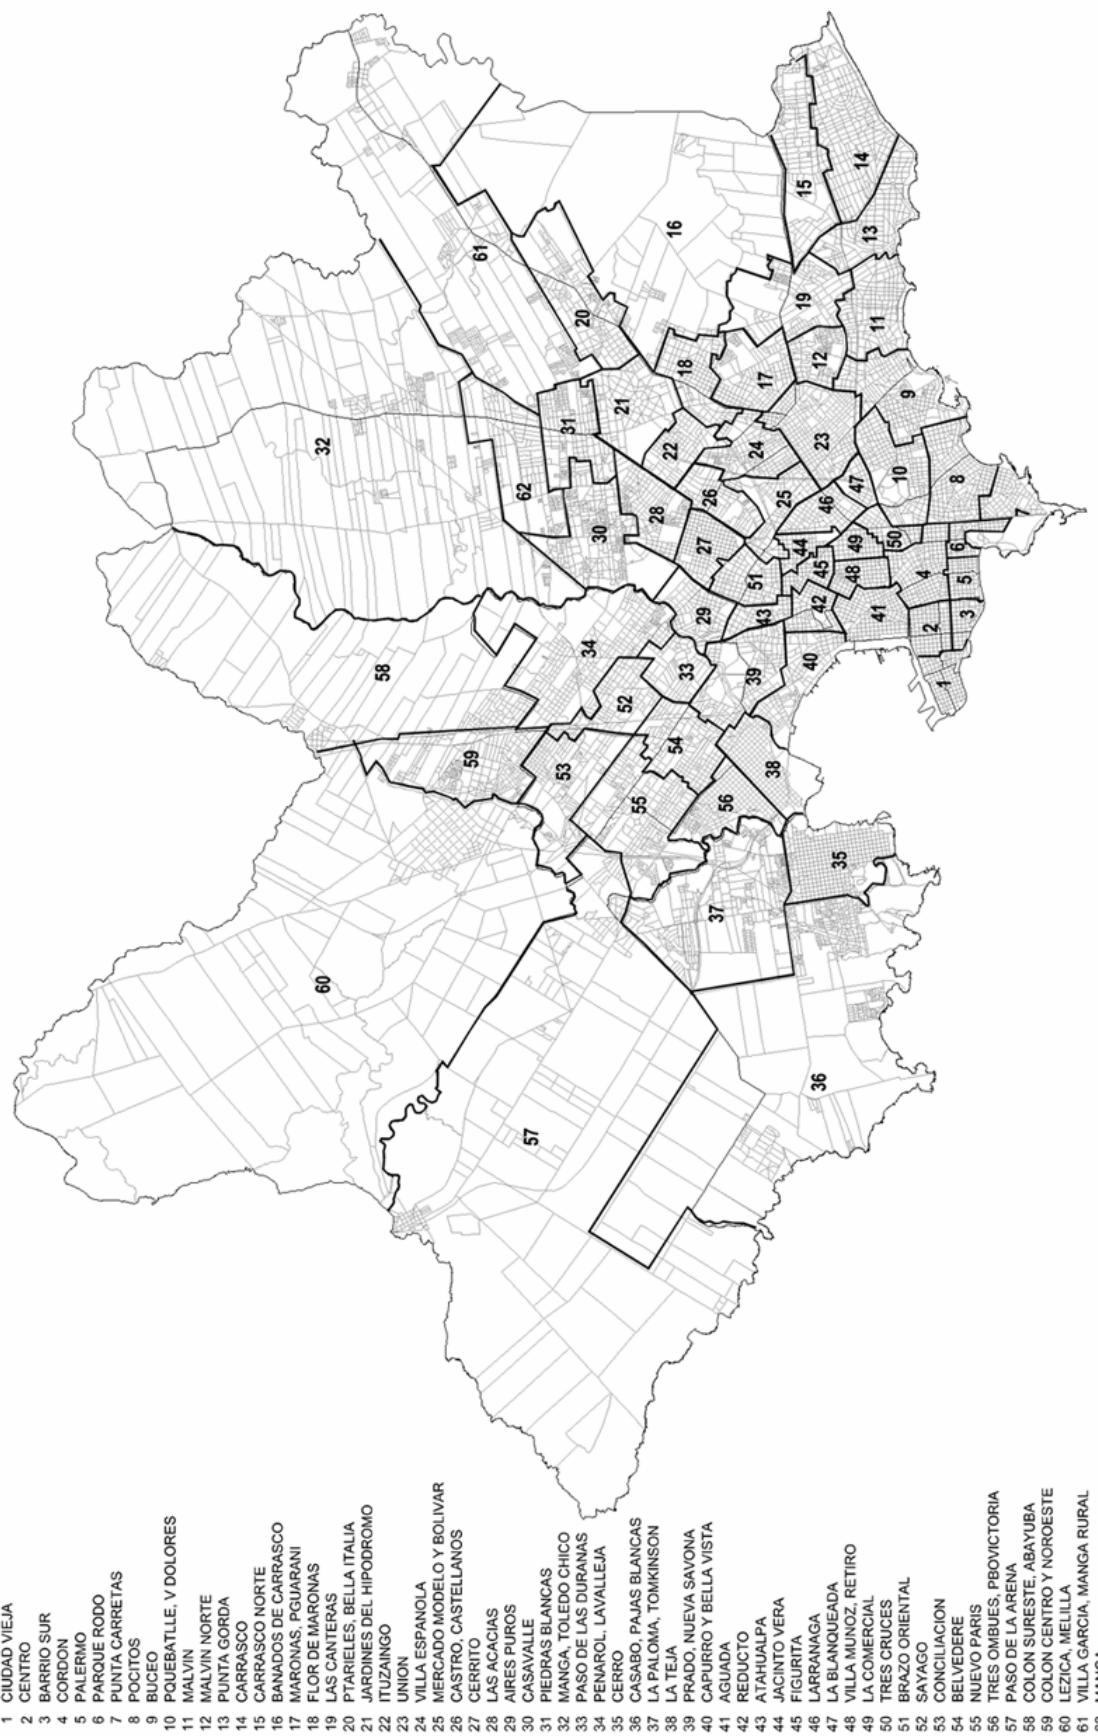 1 CIUDAD VIEJA
2 CENTRO
3 BARRIO SUR
4 CORDON
5 PALERMO
6 PARQUE RODO
7 PUNTA CARRETAS
8 POCITOS
9 BUCEO
10 PQUEBATLLE, V DOLORES
11 MALVIN
12 MALVIN NORTE
13 PUNTA GORDA
14 CARRASCO
15 CARRASCO NORTE
16 BANADOS DE CARRASCO
17 MARONAS, PGUARANI
18 FLOR DE MARONAS
19 LAS CANTERAS
20 PTARIELES, BELLA ITALIA
21 JARDINES DEL HIPODROMO
22 ITUZAINGO
23 UNION
24 VILLA ESPANOLA
25 MERCADO MODELO Y BOLIVAR
26 CASTRO, CASTELLANOS
27 CERRITO
28 LAS ACACIAS
29 AIRES PUROS
30 CASAVALLE
31 PIEDRAS BLANCAS
32 MANGA, TOLEDO CHICO
33 PASO DE LAS DURANAS
34 PENAROL, LAVALLEJA
35 CERRO
36 CASABO, PAJAS BLANCAS
37 LA PALOMA, TOMKINSON
38 LA TEJA
39 PRADO, NUEVA SAVONA
40 CAPURRO Y BELLA VISTA
41 AGUADA
42 REDUCTO
43 ATAHUALPA
44 JACINTO VERA
45 FIGURITA
46 LARRANAGA
47 LA BLANQUEADA
48 VILLA MUNOZ, RETIRO
49 LA COMERCIAL
50 TRES CRUCES
51 BRAZO ORIENTAL
52 SAYAGO
53 CONCILIACION
54 BELVEDERE
55 NUEVO PARIS
56 TRES OMBUES, PBOVICTORIA
57 PASO DE LA ARENA
58 COLON SURESTE, ABAYUBA
59 COLON CENTRO Y NOROESTE
60 LEZICA, MELILLA
61 VILLA GARCIA, MANGA RURAL
60
32
58
61
59
62
57
20
31
53
34
30
21
52
55
28
22
16
54
33
18
29
27
26
37
56
39
51
25
24
17
38
43
44
19
15
36
40
42
45
46
23
12
35
41
48
49
47
14
13
11
50
10
9
1
2
4
6
8
3
5
7